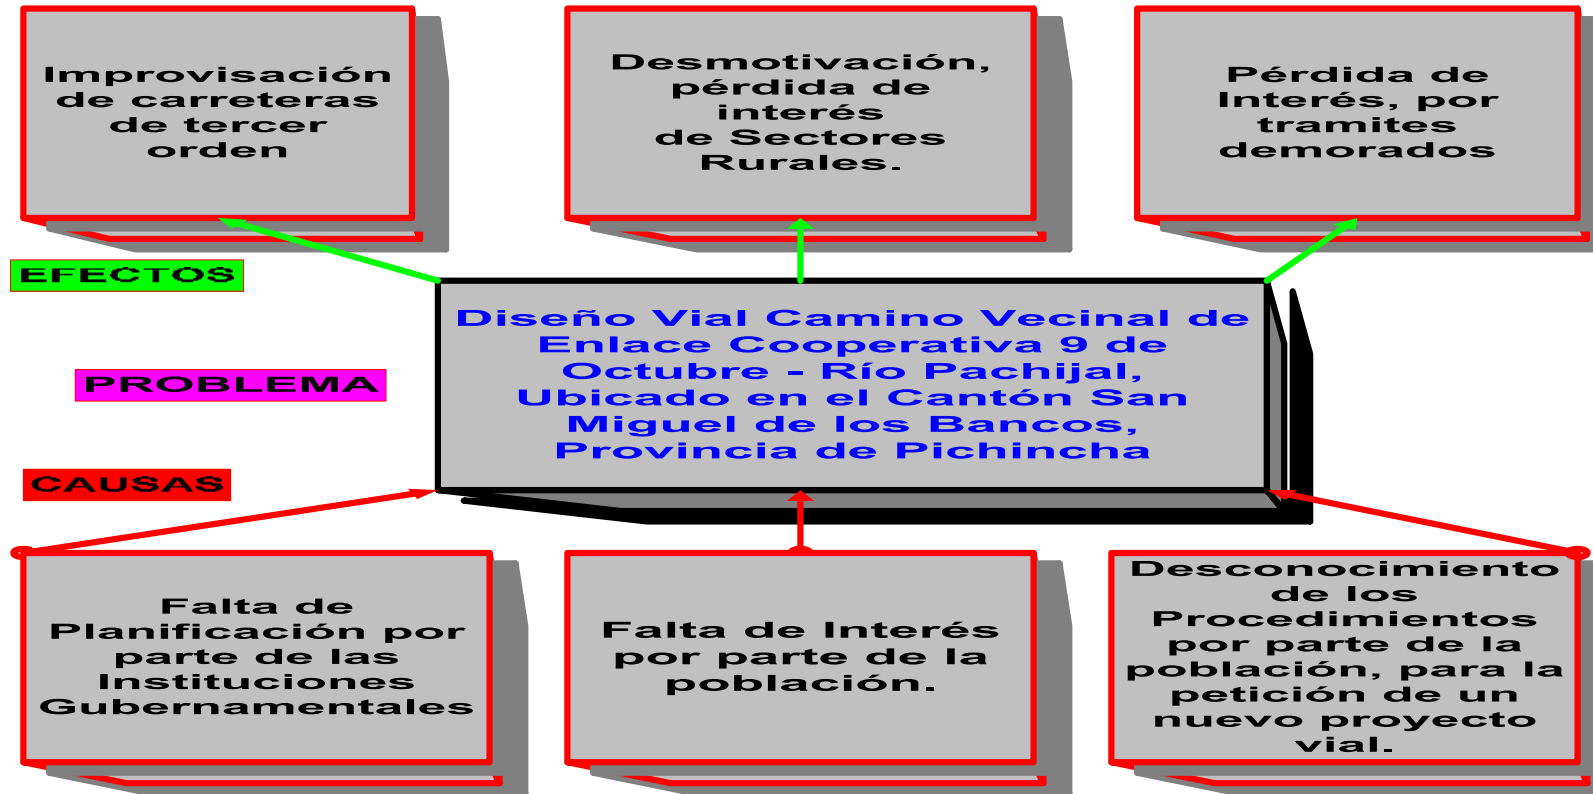 Improvisación
de carreteras
de tercer
orden
Desmotivación,
pérdida de
interés
de Sectores
Rurales.
Pérdida de
Interés, por
tramites
demorados
EFECTOS
Diseño Vial Camino Vecinal de
Enlace Cooperativa 9 de
Octubre - Río Pachijal,
Ubicado en el Cantón San
Miguel de los Bancos,
Provincia de Pichincha
PROBLEMA
CAUSAS
Falta de
Planificación por
parte de las
Instituciones
Gubernamentales
Falta de Interés
por parte de la
población.
Desconocimiento
de los
Procedimientos
por parte de la
población, para la
petición de un
nuevo proyecto
vial.